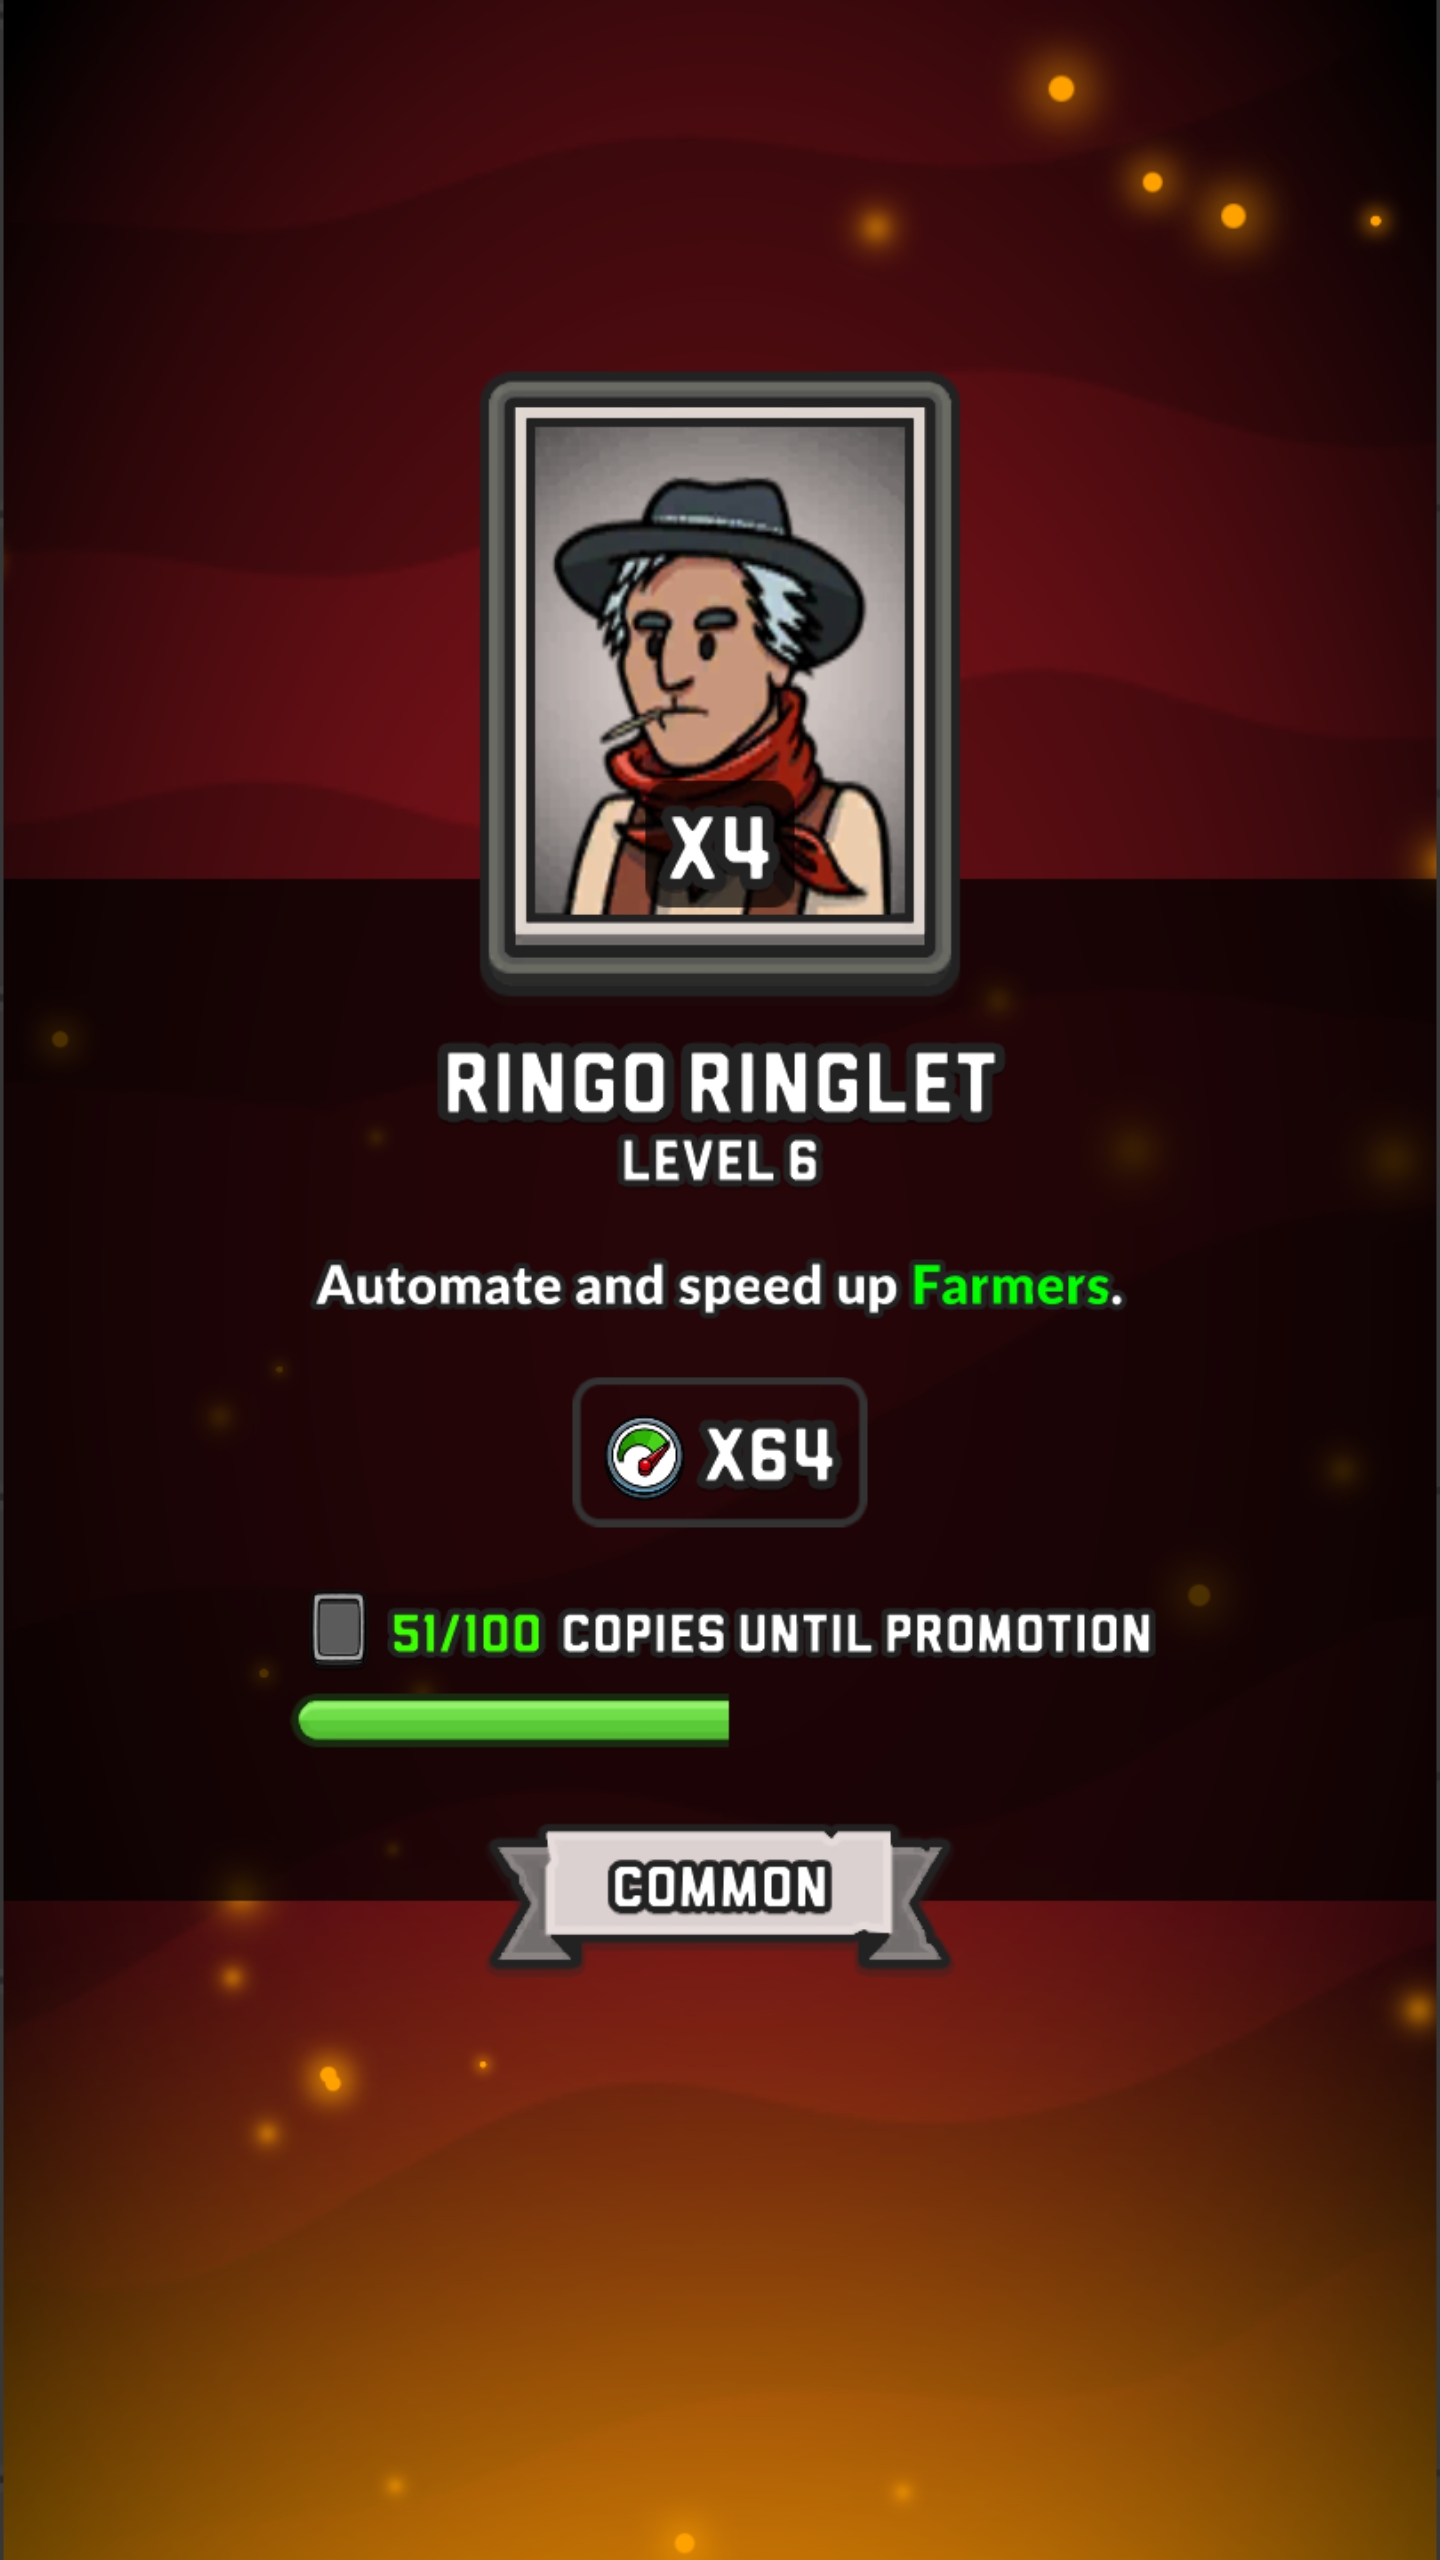 X4
RINGO RINGLET
LEVEL 6
Automate and speed up Farmers.
X64
51/100 COPIES UNTIL PROMOTION
COMMON